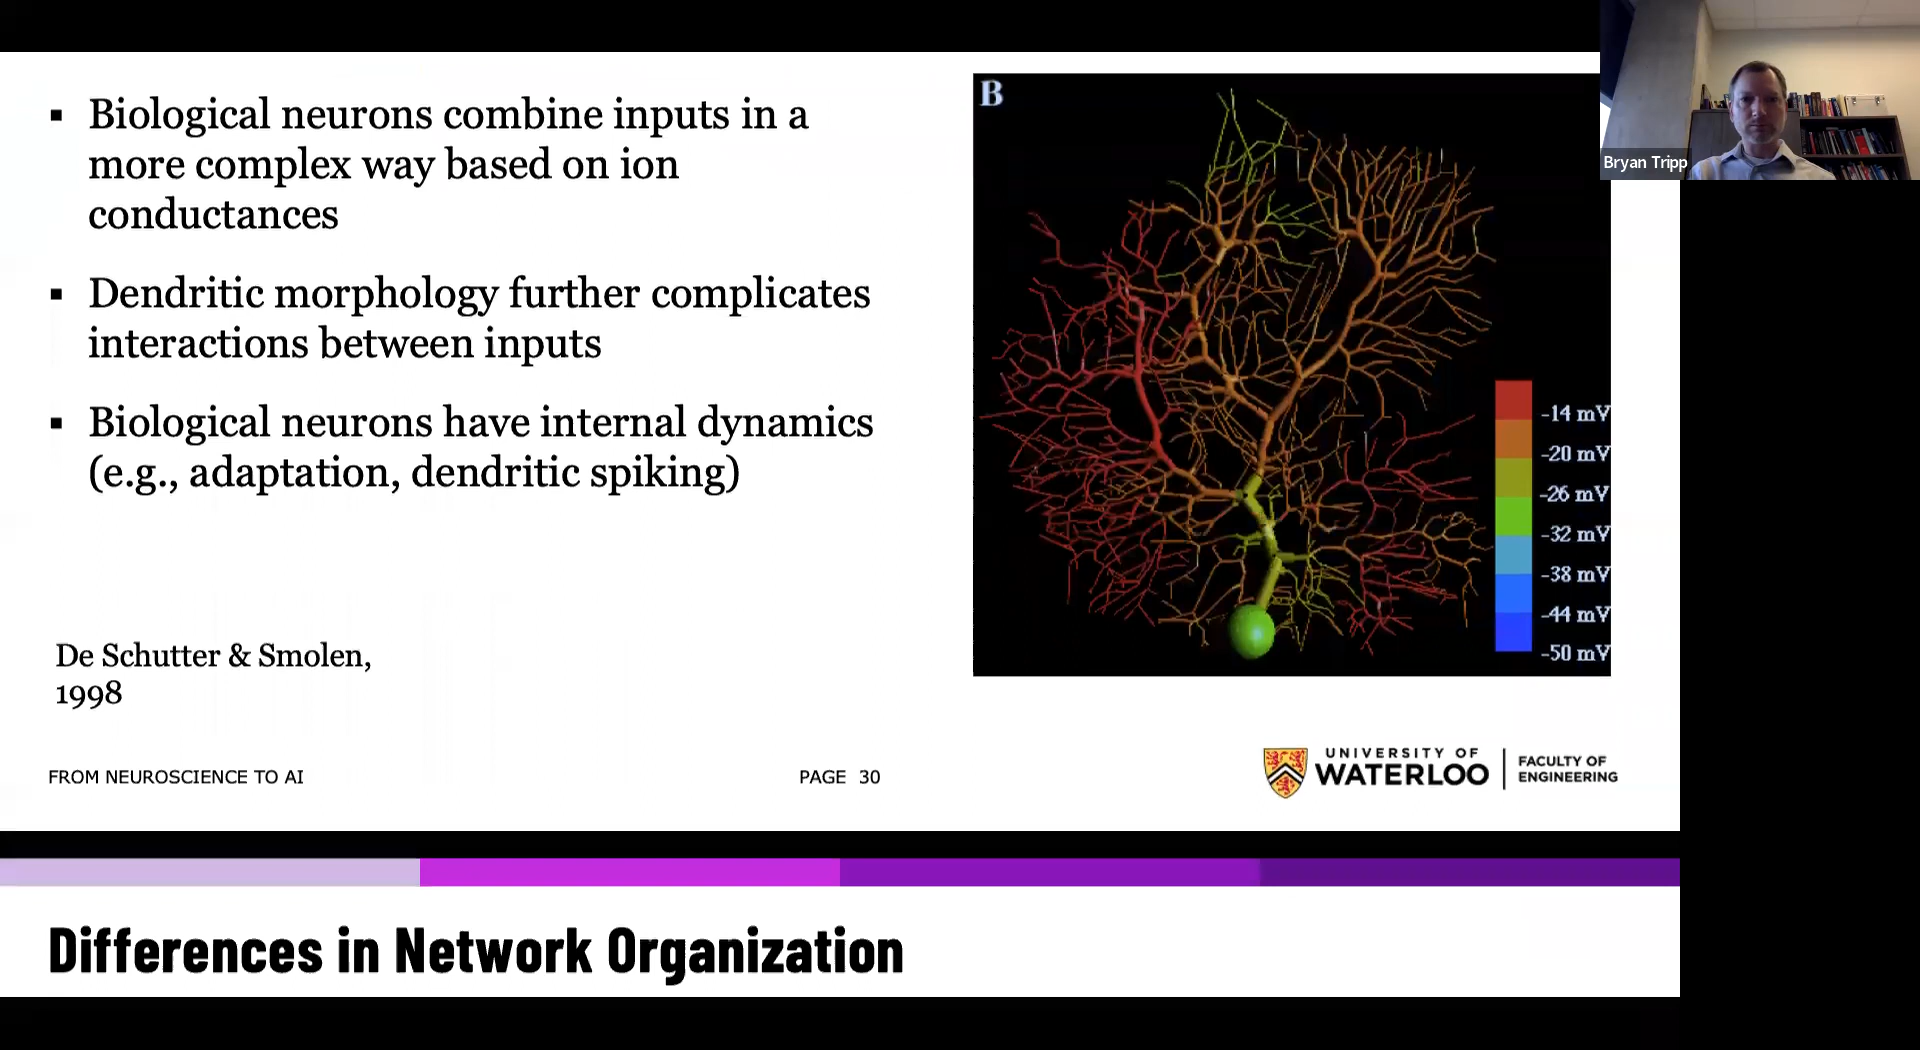 ▪ Biological neurons combine inputs in a
more complex way based on ion
conductances
▪ Dendritic morphology further complicates
interactions between inputs
▪ Biological neurons have internal dynamics
(e.g., adaptation, dendritic spiking)
De Schutter & Smolen,
1998
B
-14 mV
-20 mV
-26 mV
-32 mV
-38 mV
-44 mV
-50 mV
Bryan Tripp
FROM NEUROSCIENCE TO AI
PAGE 30
UNIVERSITY OF
WATERLOO
FACULTY OF
ENGINEERING
Differences in Network Organization